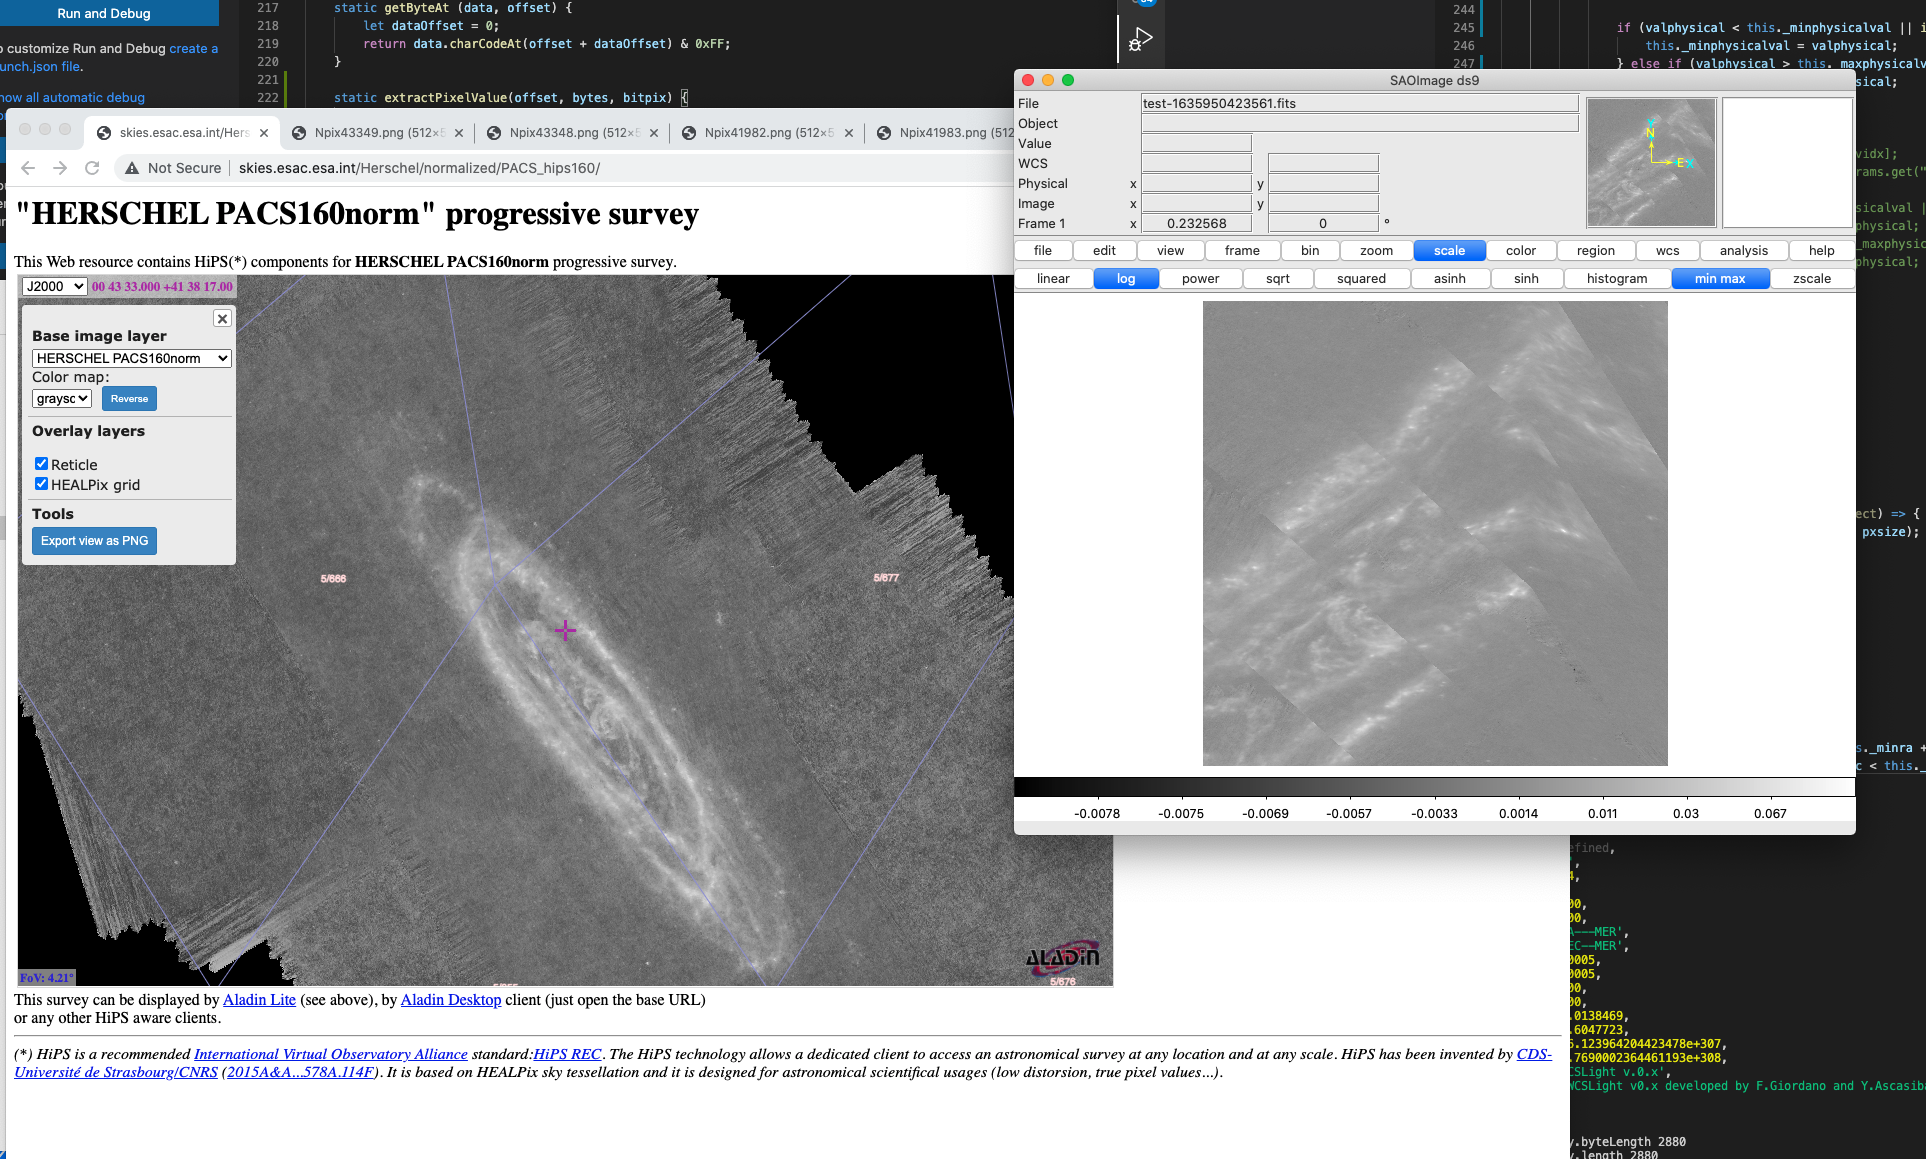 Run and Debug
o customize Run and Debug create a
unch.json file.
how all automatic debug
217 static getByteAt (data, offset) {
218 let dataOffset = 0;
219 return data.charCodeAt(offset + dataOffset) & 0xFF;
220 }
221
222 static extractPixelValue(offset, bytes, bitpix) {
244
245 if (valphysical < this._minphysicalval || i
246 this._minphysicalval = valphysical;
247 } else if (valphysical > this._maxphysicalv
sical;
vidx];
rams.get("
sicalval |
physical;
_maxphysic
physical;
ect) => {
pxsize);
s._minra +
c < this._
skies.esac.esa.int/Hers
Npix43349.png (512×5
Npix43348.png (512×5
Npix41982.png (512×5
Npix41983.png (512
Not Secure skies.esac.esa.int/Herschel/normalized/PACS_hips160/
"HERSCHEL PACS160norm" progressive survey
This Web resource contains HiPS(*) components for HERSCHEL PACS160norm progressive survey.
J2000 00 43 33.000 +41 38 17.00
Base image layer
HERSCHEL PACS160norm
Color map:
graysc Reverse
Overlay layers
Reticle
HEALPix grid
Tools
Export view as PNG
5/666
5/677
5/676
FoV: 4.21°
ALADIN
This survey can be displayed by Aladin Lite (see above), by Aladin Desktop client (just open the base URL)
or any other HiPS aware clients.
(*) HiPS is a recommended International Virtual Observatory Alliance standard:HiPS REC. The HiPS technology allows a dedicated client to access an astronomical survey at any location and at any scale. HiPS has been invented by CDS-
Université de Strasbourg/CNRS (2015A&A...578A.114F). It is based on HEALPix sky tessellation and it is designed for astronomical scientifical usages (low distorsion, true pixel values...).
SAOImage ds9
File test-1635950423561.fits
Object
Value
WCS
Physical x y
Image x y
Frame 1 x 0.232568 0 °
N
E
X
file edit view frame bin zoom scale color region wcs analysis help
linear log power sqrt squared asinh sinh histogram min max zscale
-0.0078 -0.0075 -0.0069 -0.0057 -0.0033 0.0014 0.011 0.03 0.067
efined,
',
4,
00,
00,
A---MER',
EC--MER',
0005,
0005,
00,
00,
.0138469,
.6047723,
6.123964204423478e+307,
.7690002364461193e+308,
CSLight v.0.x',
WCSLight v0.x developed by F.Giordano and Y.Ascasiba
y.byteLength 2880
y.length 2880